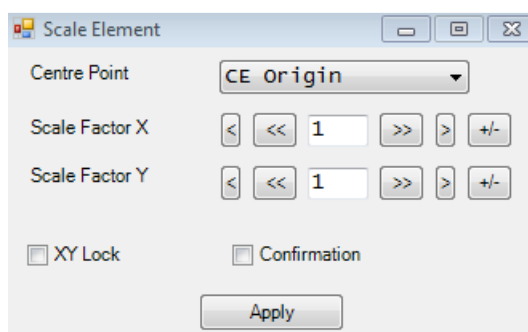 Scale Element
Centre Point CE Origin
Scale Factor X < << 1 >> > +/-
Scale Factor Y < << 1 >> > +/-
XY Lock Confirmation
Apply